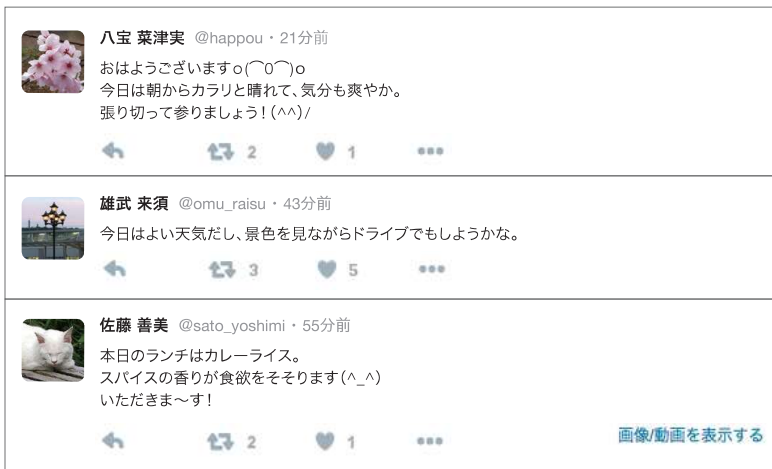 八宝 菜津実 @happou・21分前
おはようございますo(⌒0⌒)o
今日は朝からカラリと晴れて、気分も爽やか。
張り切って参りましょう！(^^)/
2 1
雄武 来須 @omu_raisu・43分前
今日はよい天気だし、景色を見ながらドライブでもしようかな。
3 5
佐藤 善美 @sato_yoshimi・55分前
本日のランチはカレーライス。
スパイスの香りが食欲をそそります(^_^)
いただきま〜す！
2 1 画像/動画を表示する